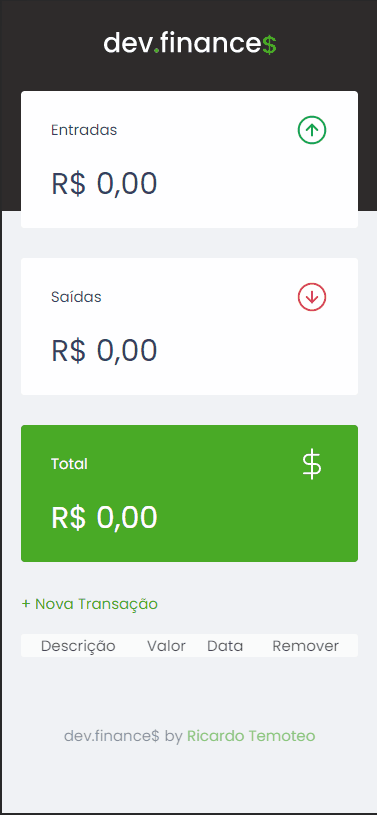 dev.finance$
Entradas
R$ 0,00
Saídas
R$ 0,00
Total
$
R$ 0,00
+ Nova Transação
Descrição Valor Data Remover
dev.finance$ by Ricardo Temoteo